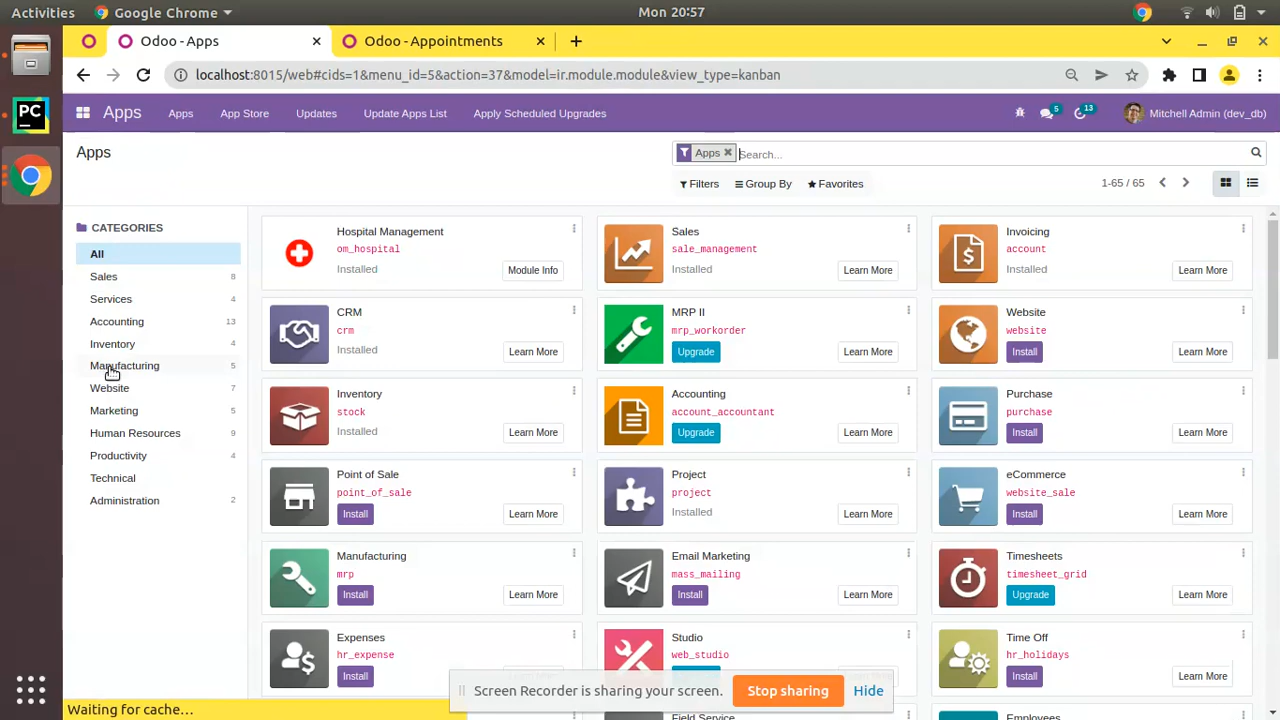 Activities
Google Chrome
Mon 20:57
Odoo - Apps
Odoo - Appointments
localhost:8015/web#cids=1&menu_id=5&action=37&model=ir.module.module&view_type=kanban
Apps
Apps
App Store
Updates
Update Apps List
Apply Scheduled Upgrades
5
13
Mitchell Admin (dev_db)
Apps
Apps
Search...
Filters
Group By
Favorites
1-65 / 65
CATEGORIES
All
Sales 8
Services 4
Accounting 13
Inventory 4
Manufacturing 5
Website 7
Marketing 5
Human Resources 9
Productivity 4
Technical
Administration 2
Hospital Management
om_hospital
Installed
Module Info
Sales
sale_management
Installed
Learn More
Invoicing
account
Installed
Learn More
CRM
crm
Installed
Learn More
MRP II
mrp_workorder
Upgrade
Learn More
Website
website
Install
Learn More
Inventory
stock
Installed
Learn More
Accounting
account_accountant
Upgrade
Learn More
Purchase
purchase
Install
Learn More
Point of Sale
point_of_sale
Install
Learn More
Project
project
Installed
Learn More
eCommerce
website_sale
Install
Learn More
Manufacturing
mrp
Install
Learn More
Email Marketing
mass_mailing
Install
Learn More
Timesheets
timesheet_grid
Upgrade
Learn More
Expenses
hr_expense
Install
Studio
web_studio
Time Off
hr_holidays
Install
Learn More
Field Service
Employees
Screen Recorder is sharing your screen.
Stop sharing
Hide
Waiting for cache…
PC